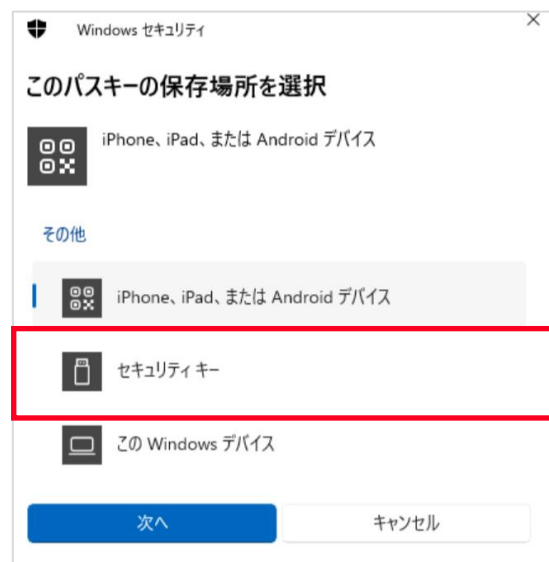 Windows セキュリティ
このパスキーの保存場所を選択
iPhone、iPad、または Android デバイス
その他
iPhone、iPad、または Android デバイス
セキュリティ キー
この Windows デバイス
次へ
キャンセル